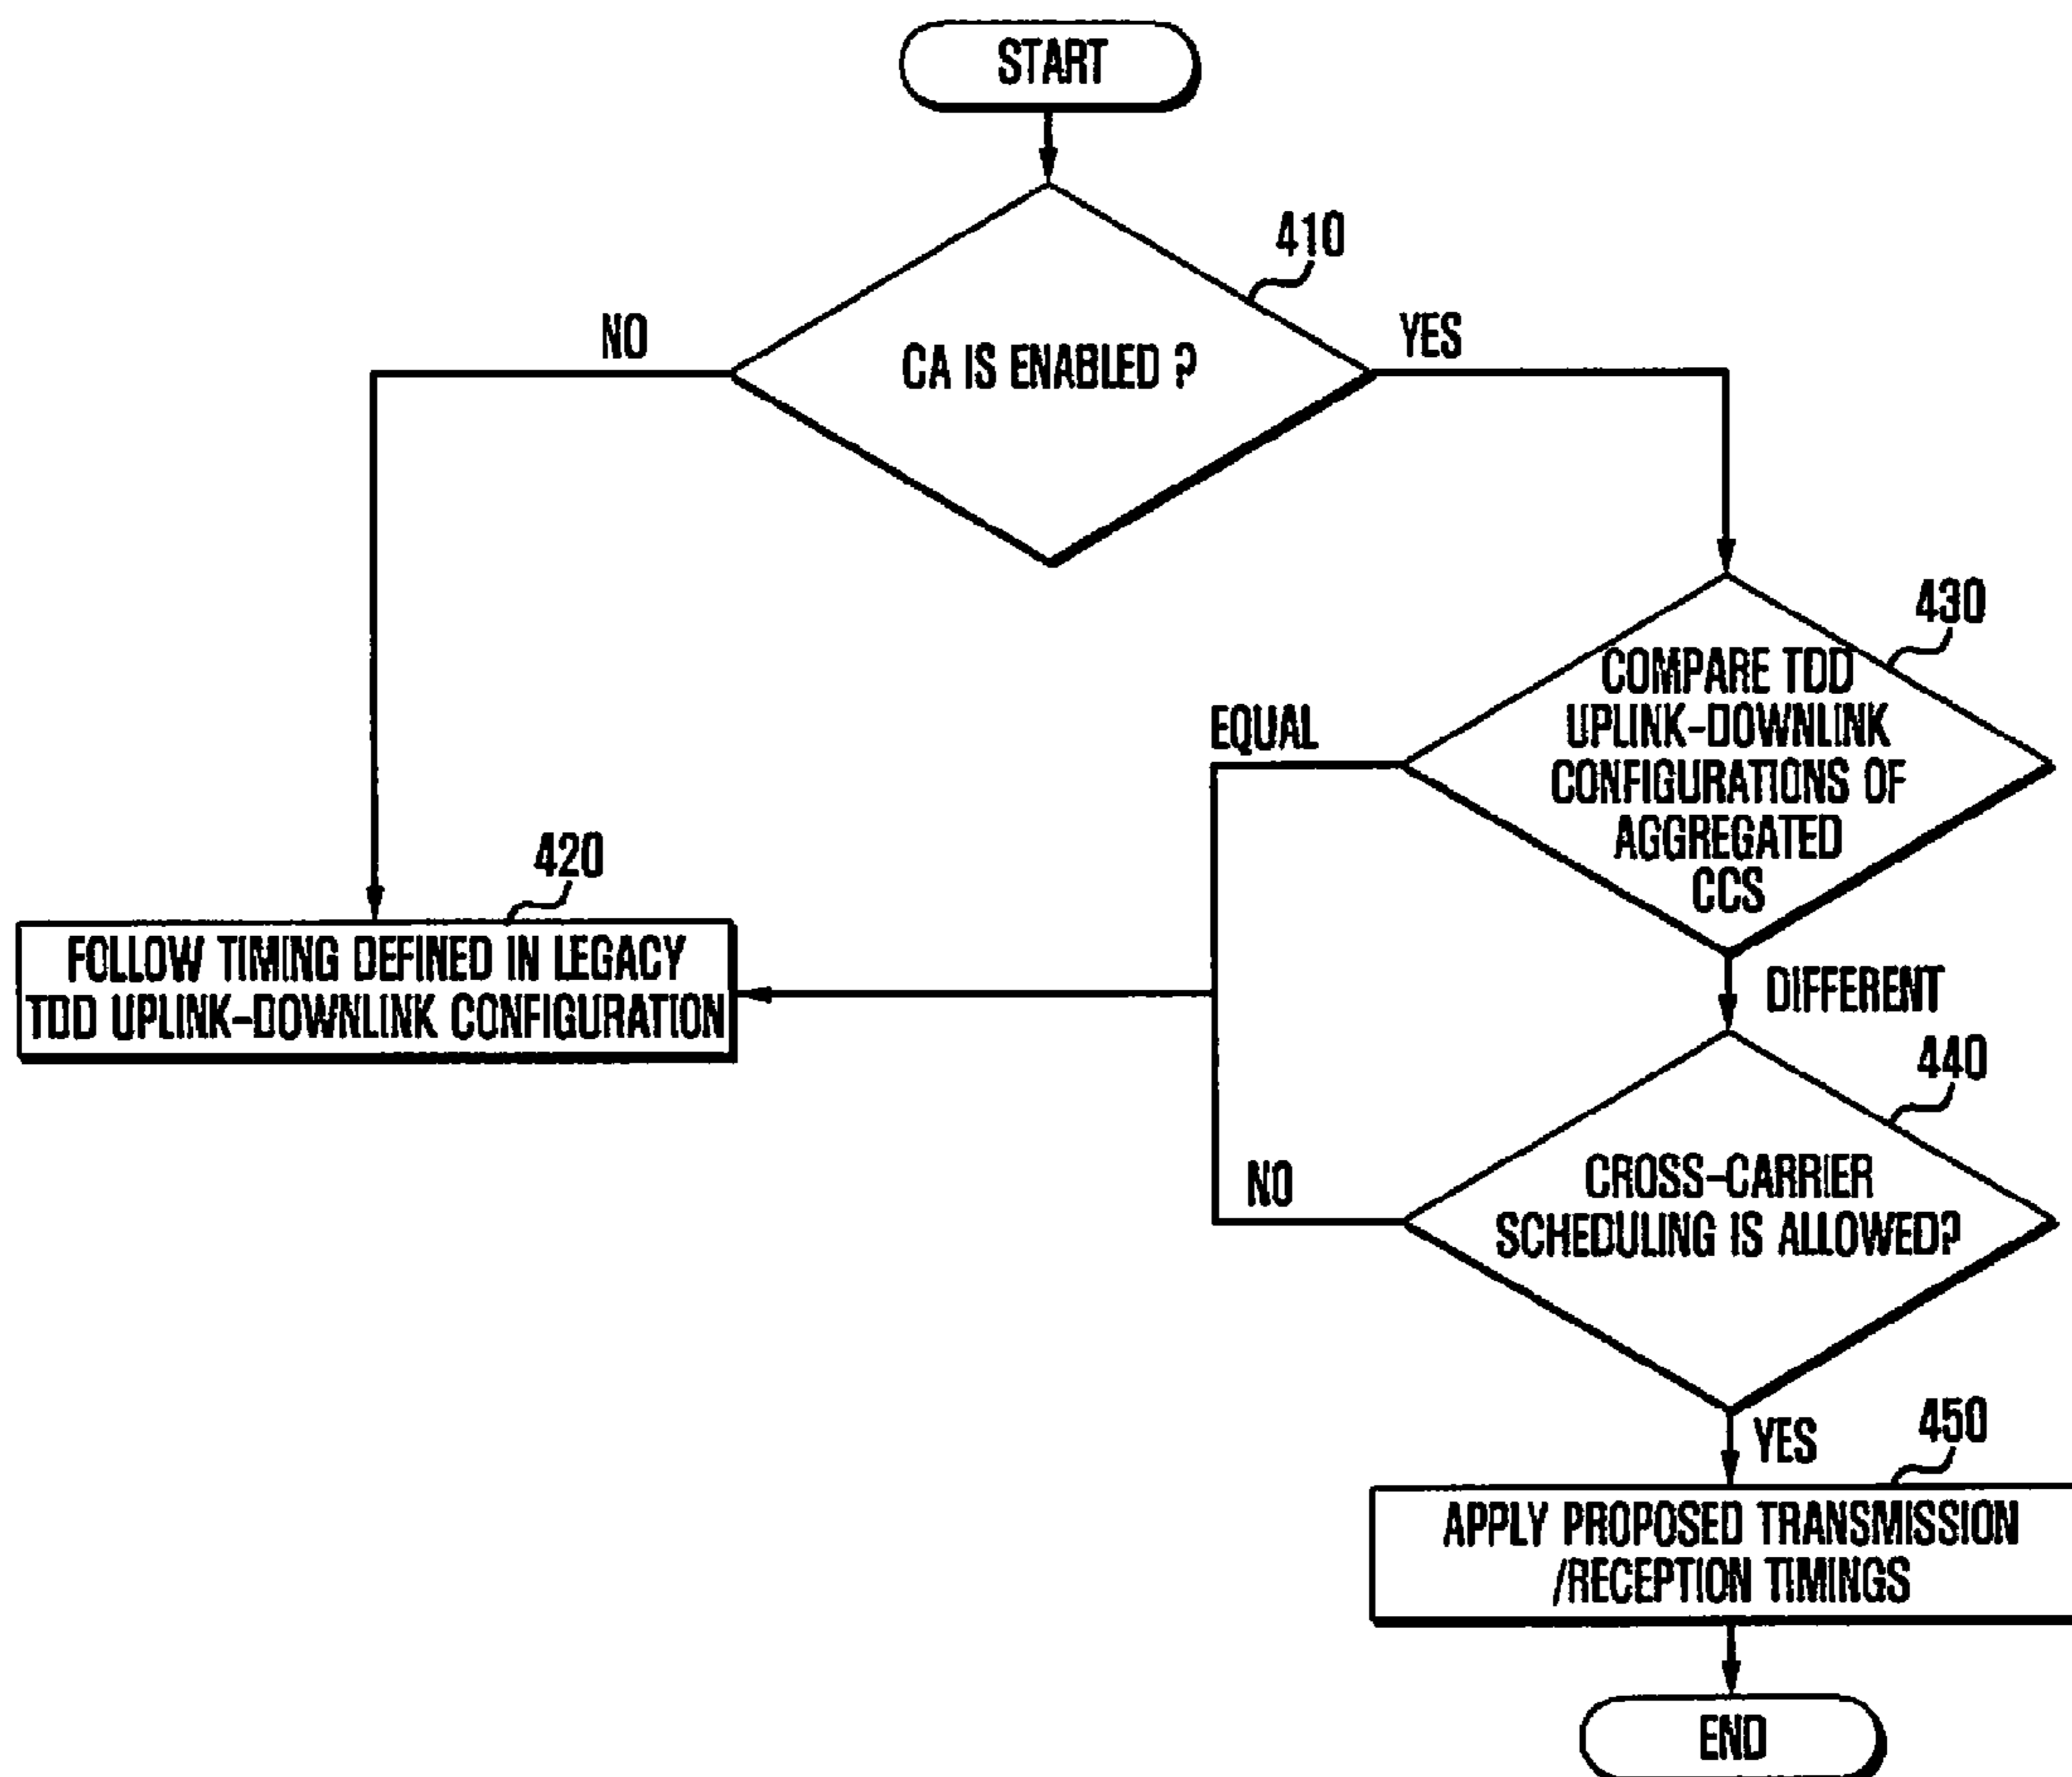 START
410
NO
CA IS ENABLED ?
YES
430
COMPARE TDD
UPLINK-DOWNLINK
CONFIGURATIONS OF
AGGREGATED
CCS
EQUAL
420
FOLLOW TIMING DEFINED IN LEGACY
TDD UPLINK-DOWNLINK CONFIGURATION
DIFFERENT
440
CROSS-CARRIER
SCHEDULING IS ALLOWED?
NO
YES
450
APPLY PROPOSED TRANSMISSION
/RECEPTION TIMINGS
END